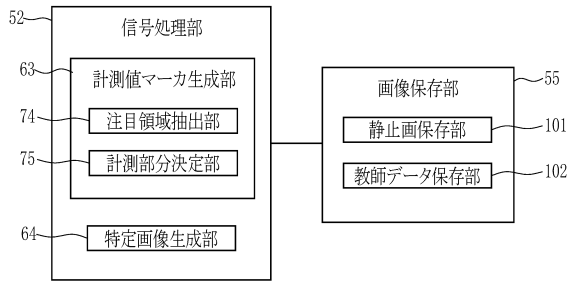 52
信号処理部
63
計測値マーカ生成部
74
注目領域抽出部
75
計測部分決定部
64
特定画像生成部
55
画像保存部
101
静止画保存部
102
教師データ保存部